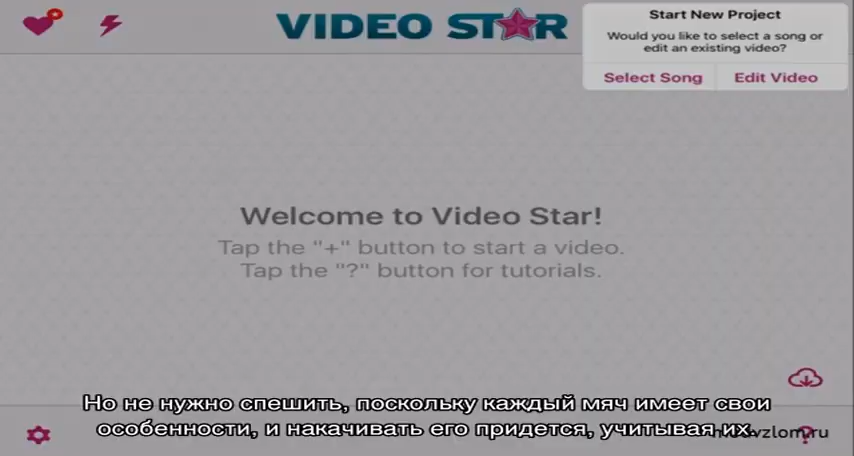 VIDEO STAR
Start New Project
Would you like to select a song or
edit an existing video?
Select Song
Edit Video
Welcome to Video Star!
Tap the "+" button to start a video.
Tap the "?" button for tutorials.
Но не нужно спешить, поскольку каждый мяч имеет свои
особенности, и накачивать его придется, учитывая их.